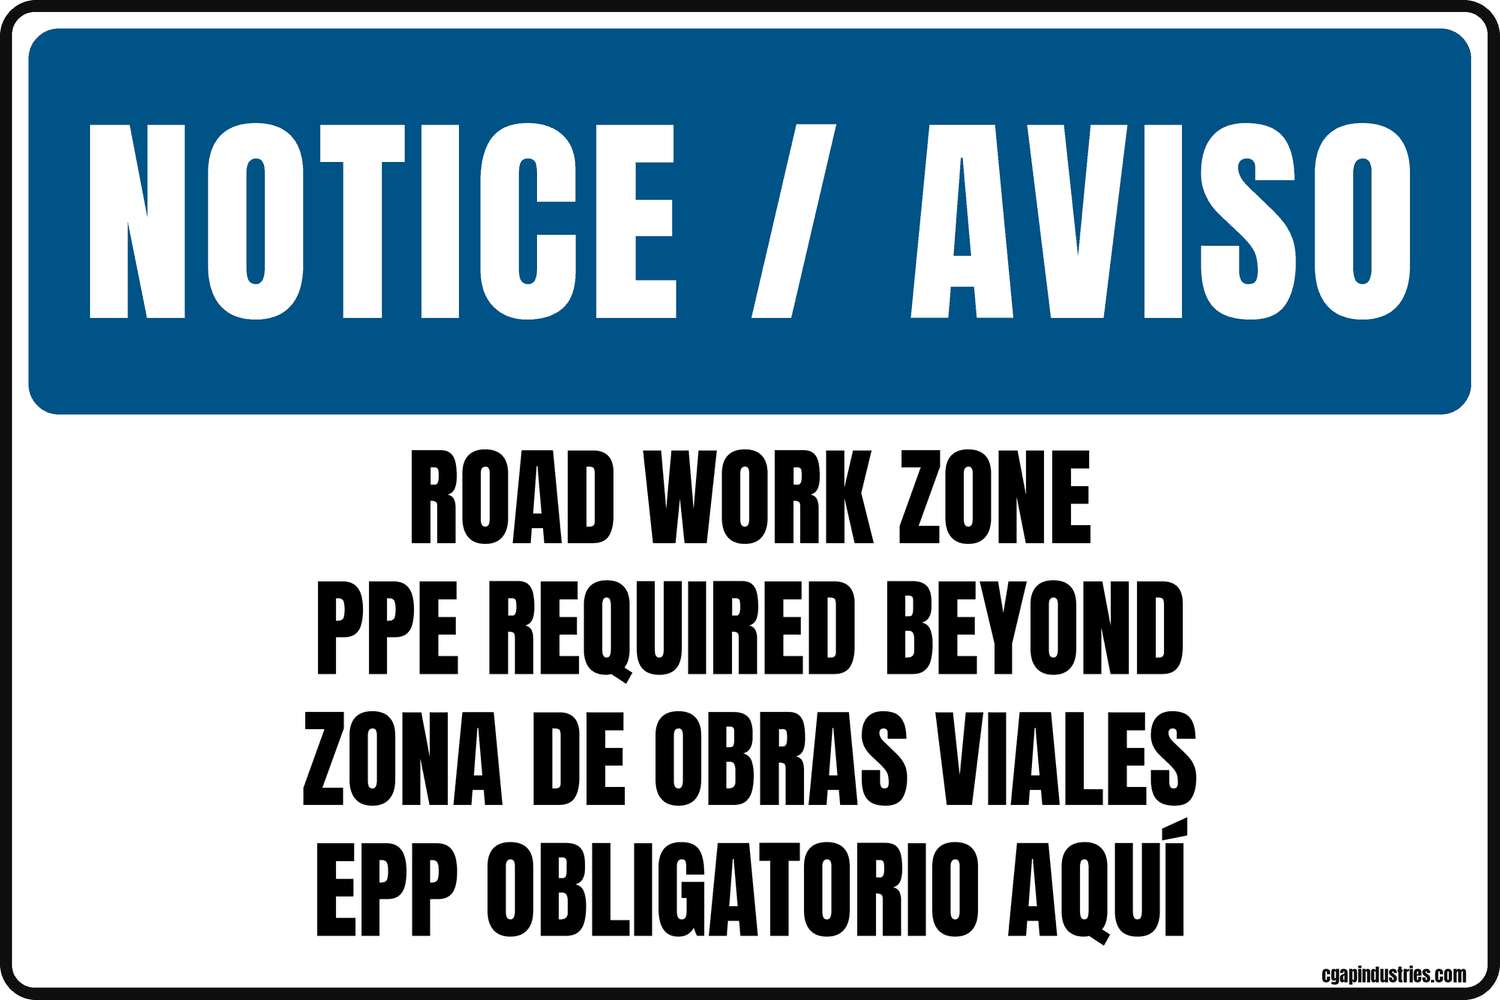 NOTICE / AVISO
ROAD WORK ZONE
PPE REQUIRED BEYOND
ZONA DE OBRAS VIALES
EPP OBLIGATORIO AQUÍ
cgapindustries.com